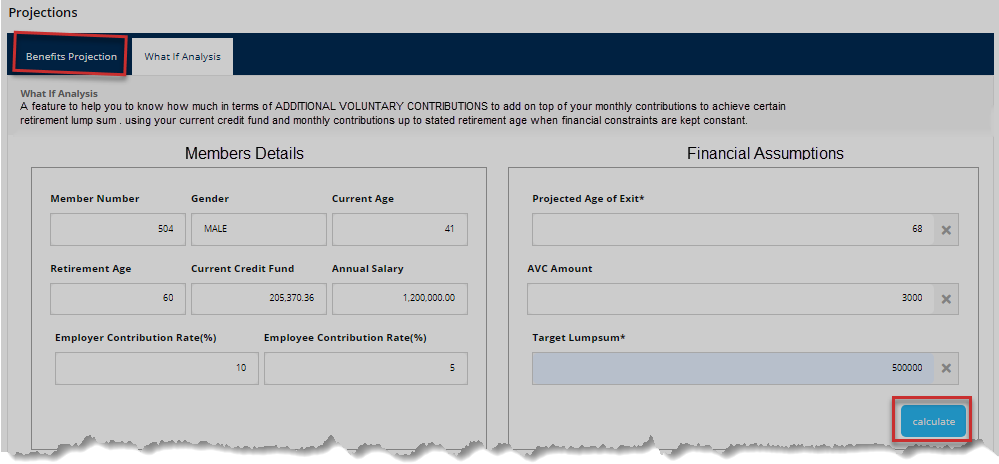 Projections
Benefits Projection What If Analysis
What If Analysis
A feature to help you to know how much in terms of ADDITIONAL VOLUNTARY CONTRIBUTIONS to add on top of your monthly contributions to achieve certain
retirement lump sum . using your current credit fund and monthly contributions up to stated retirement age when financial constraints are kept constant.
Members Details
Member Number Gender Current Age
504 MALE 41
Retirement Age Current Credit Fund Annual Salary
60 205,370.36 1,200,000.00
Employer Contribution Rate(%) Employee Contribution Rate(%)
10 5
Financial Assumptions
Projected Age of Exit*
68
AVC Amount
3000
Target Lumpsum*
500000
calculate